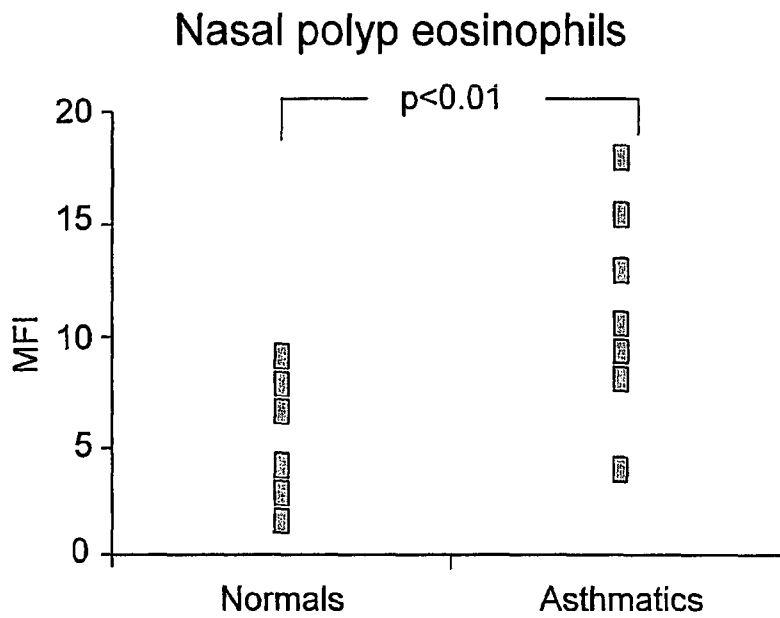 Nasal polyp eosinophils
p<0.01
20
15
10
5
0
MFI
Normals
Asthmatics